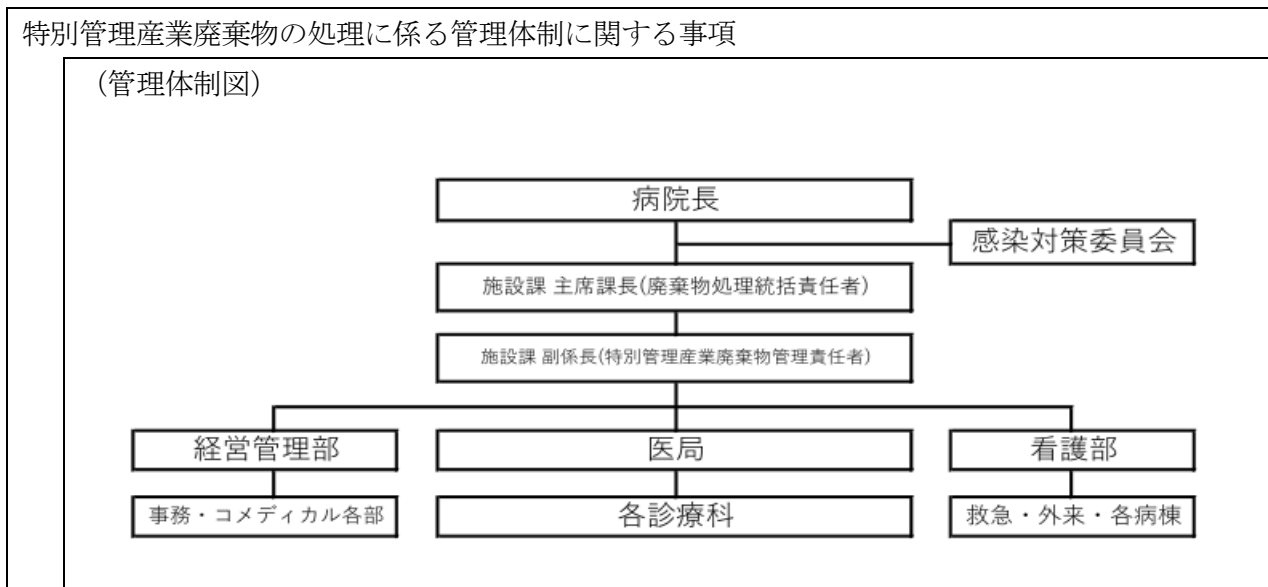 特別管理産業廃棄物の処理に係る管理体制に関する事項
（管理体制図）
病院長
感染対策委員会
施設課 主席課長(廃棄物処理統括責任者)
施設課 副係長(特別管理産業廃棄物管理責任者)
経営管理部
医局
看護部
事務・コメディカル各部
各診療科
救急・外来・各病棟